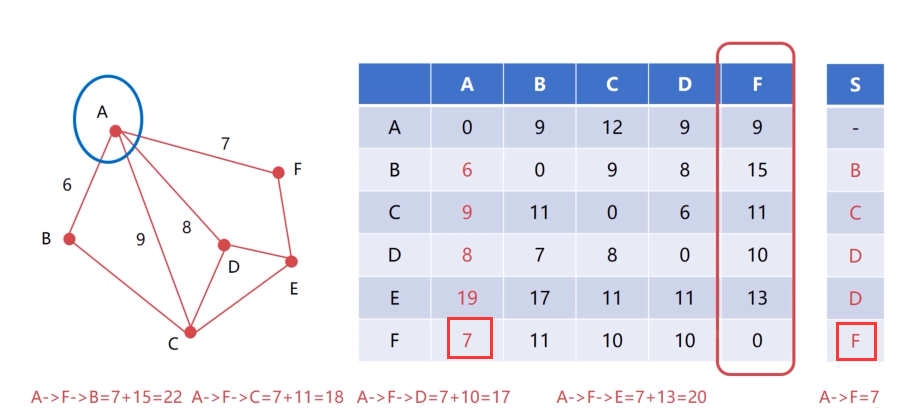 A
7
F
6
8
B
9
D
E
C
A B C D F S
A 0 9 12 9 9 -
B 6 0 9 8 15 B
C 9 11 0 6 11 C
D 8 7 8 0 10 D
E 19 17 11 11 13 D
F 7 11 10 10 0 F
A->F->B=7+15=22 A->F->C=7+11=18 A->F->D=7+10=17 A->F->E=7+13=20 A->F=7